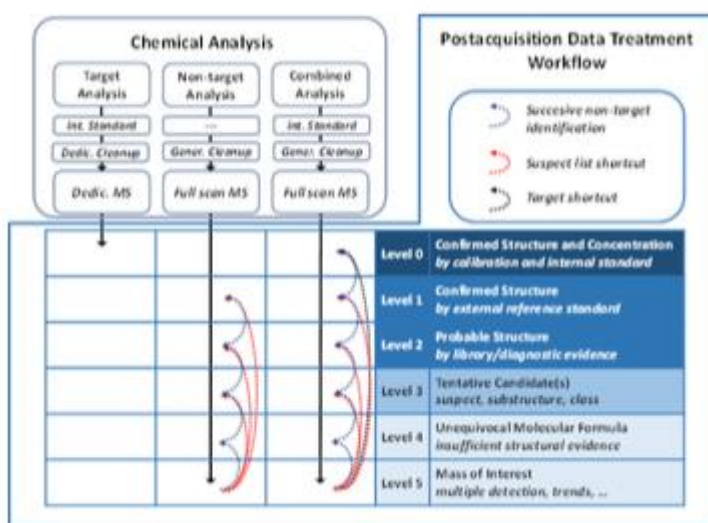 Chemical Analysis
Target
Analysis
Non-target
Analysis
Combined
Analysis
Int. Standard
---
Int. Standard
Dedic. Cleanup
Gener. Cleanup
Gener. Cleanup
Dedic. MS
Full scan MS
Full scan MS
Postacquisition Data Treatment
Workflow
Succesive non-target
identification
Suspect list shortcut
Target shortcut
Level 0
Confirmed Structure and Concentration
by calibration and internal standard
Level 1
Confirmed Structure
by external reference standard
Level 2
Probable Structure
by library/diagnostic evidence
Level 3
Tentative Candidate(s)
suspect, substructure, class
Level 4
Unequivocal Molecular Formula
insufficient structural evidence
Level 5
Mass of Interest
multiple detection, trends, ...